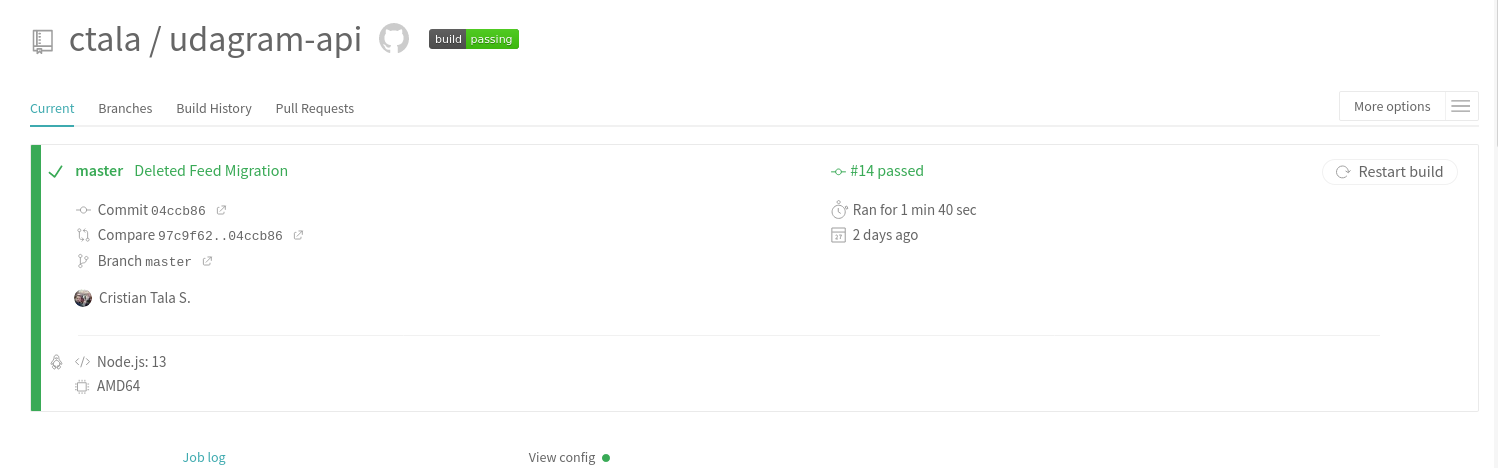 ctala / udagram-api build passing
Current Branches Build History Pull Requests More options
master Deleted Feed Migration #14 passed Restart build
Commit 04ccb86 Ran for 1 min 40 sec
Compare 97c9f62..04ccb86 27 2 days ago
Branch master
Cristian Tala S.
</> Node.js: 13
AMD64
Job log View config